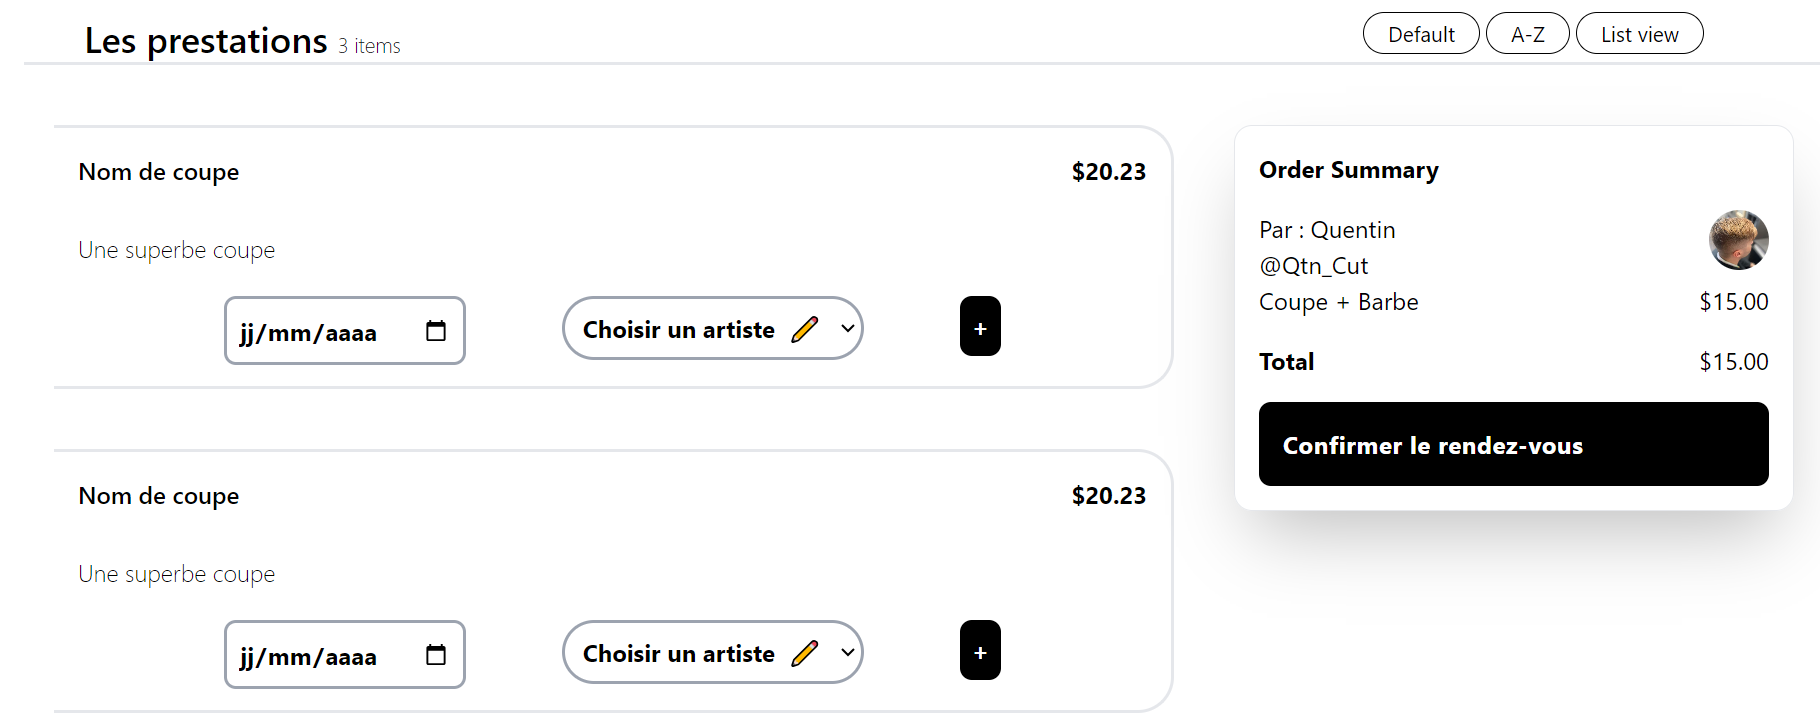 Les prestations 3 items
Default A-Z List view
Nom de coupe $20.23
Une superbe coupe
jj/mm/aaaa Choisir un artiste ✏️ +
Nom de coupe $20.23
Une superbe coupe
jj/mm/aaaa Choisir un artiste ✏️ +
Order Summary
Par : Quentin
@Qtn_Cut
Coupe + Barbe $15.00
Total $15.00
Confirmer le rendez-vous